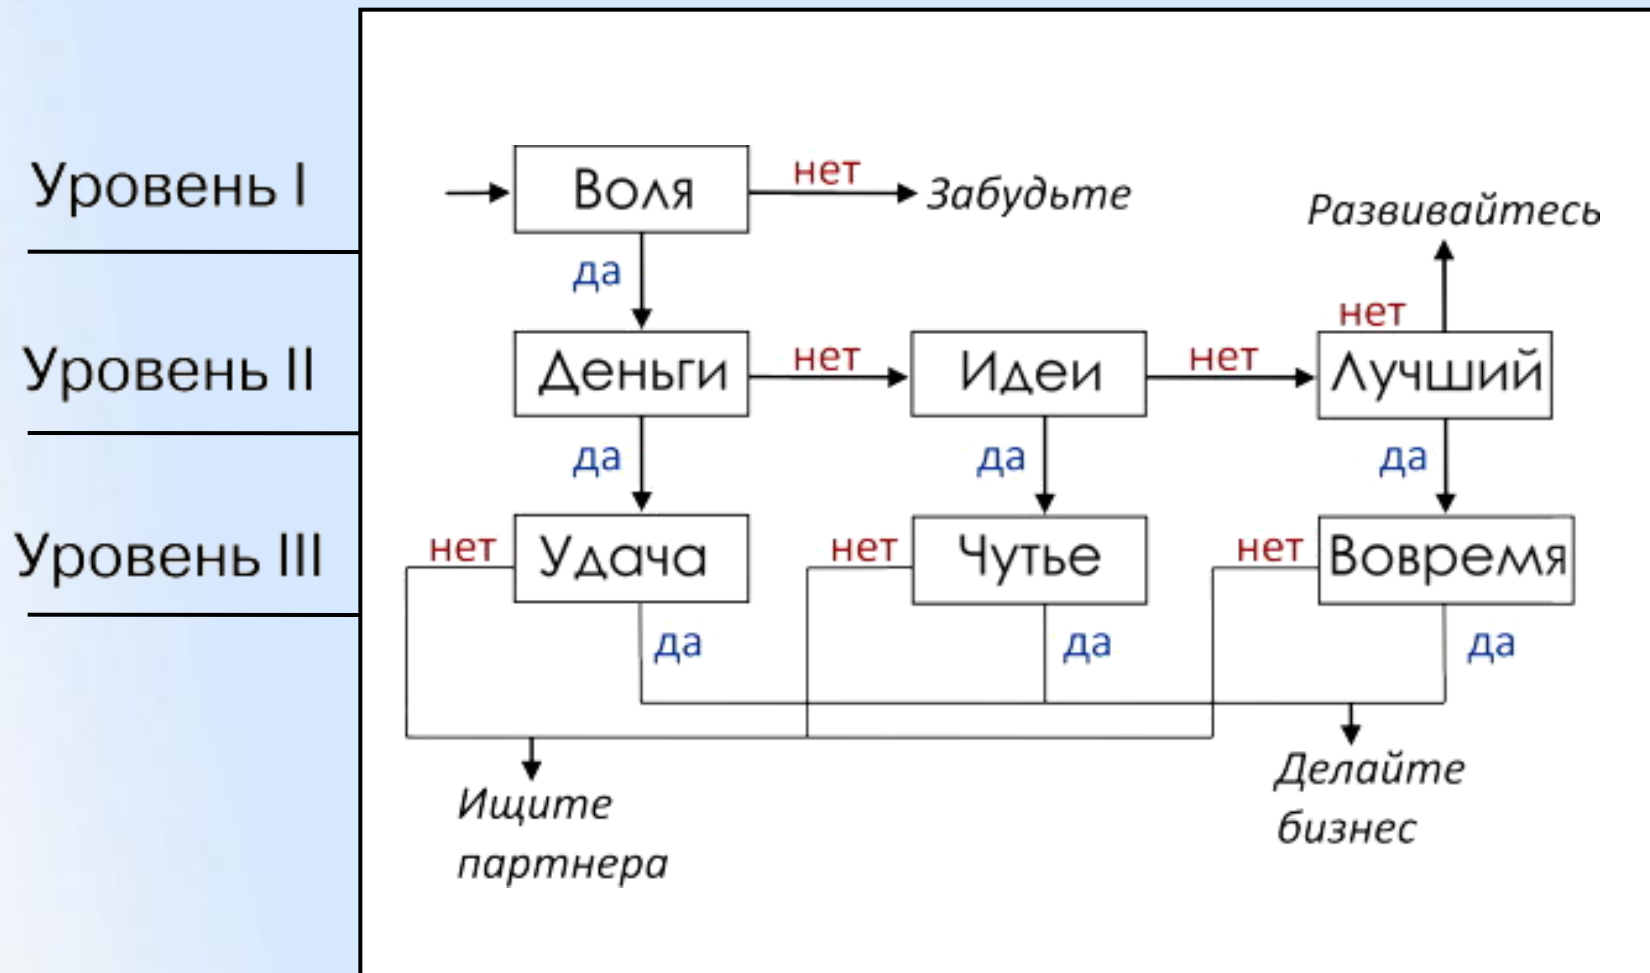 Уровень I
Воля
нет
Забудьте
Развивайтесь
да
нет
Уровень II
Деньги
нет
Идеи
нет
Лучший
да
да
да
Уровень III
нет
Удача
нет
Чутье
нет
Вовремя
да
да
да
Ищите
партнера
Делайте
бизнес